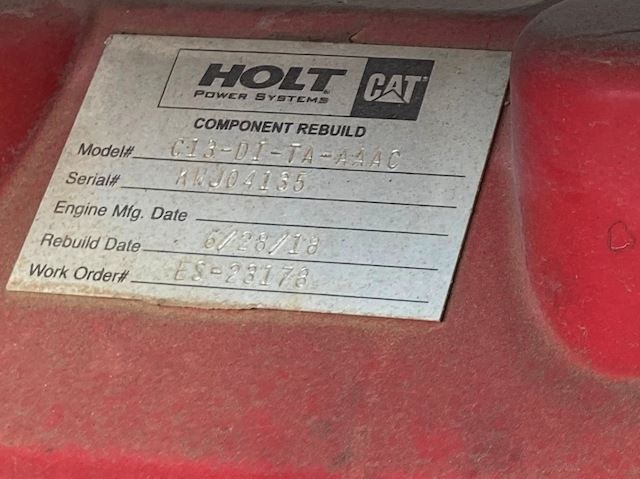 HOLT CAT
POWER SYSTEMS
COMPONENT REBUILD
Model# C13-DI-TA-AAAC
Serial# KWJ04135
Engine Mfg. Date
Rebuild Date 6/28/18
Work Order# ES-23178